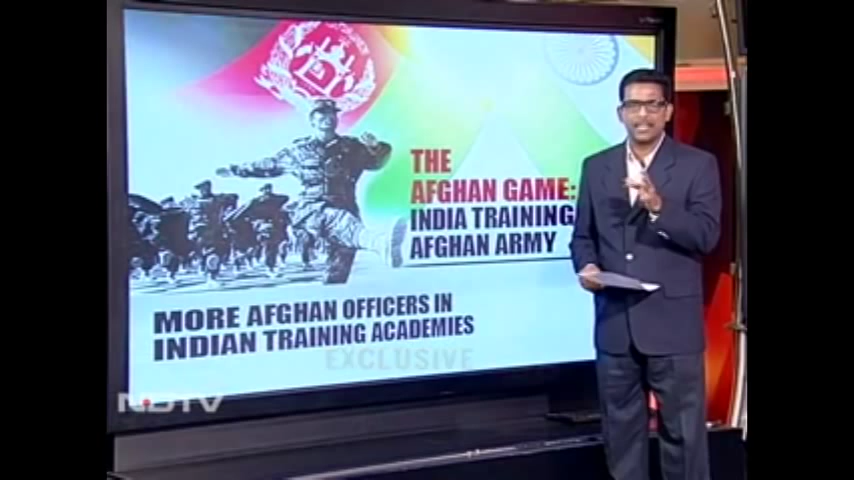 THE
AFGHAN GAME:
INDIA TRAINING
AFGHAN ARMY
MORE AFGHAN OFFICERS IN
INDIAN TRAINING ACADEMIES
EXCLUSIVE
NDTV